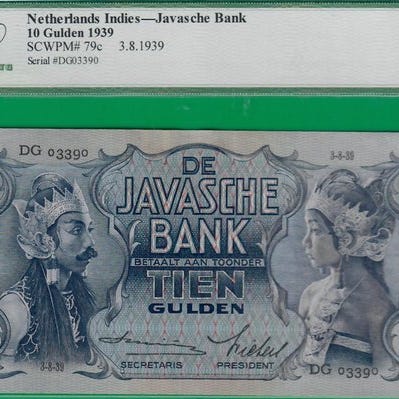 Netherlands Indies—Javasche Bank
10 Gulden 1939
SCWPM# 79c 3.8.1939
Serial #DG03390
DG 03390
3-8-39
DE
JAVASCHE
BANK
BETAALT AAN TOONDER
TIEN
GULDEN
3-8-39
SECRETARIS PRESIDENT
DG 03390